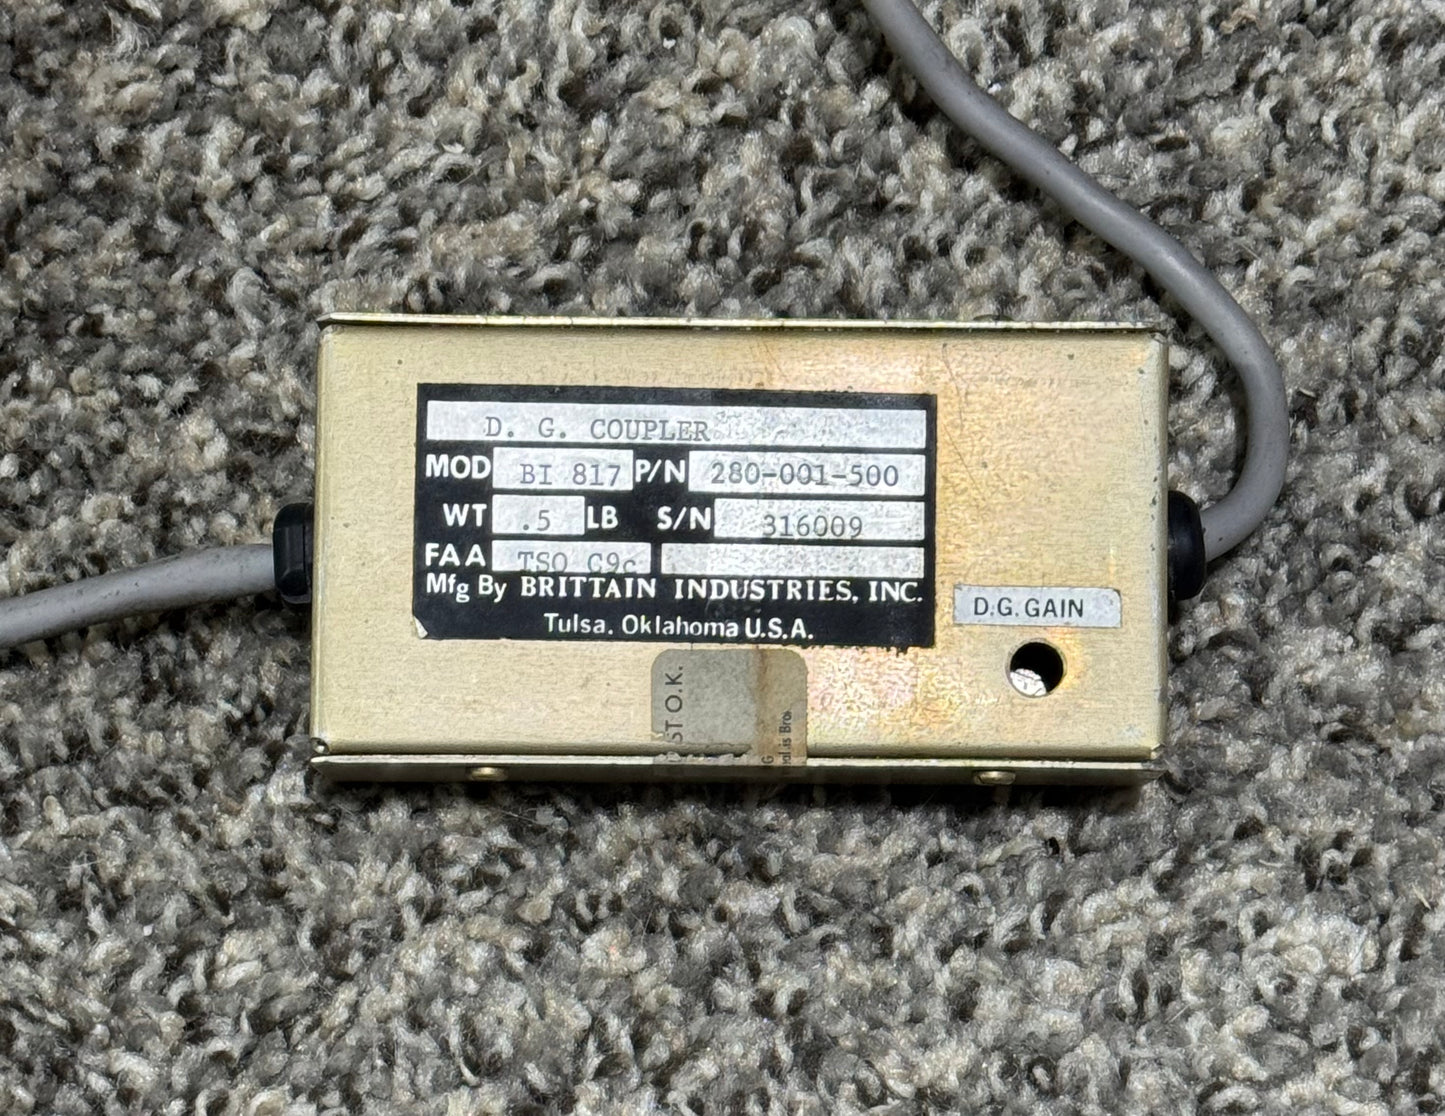 D. G. COUPLER
MOD BI 817 P/N 280-001-500
WT .5 LB S/N 316009
FAA TSO C9c
Mfg By BRITTAIN INDUSTRIES, INC.
Tulsa. Oklahoma U.S.A.
D.G. GAIN
ST O.K.